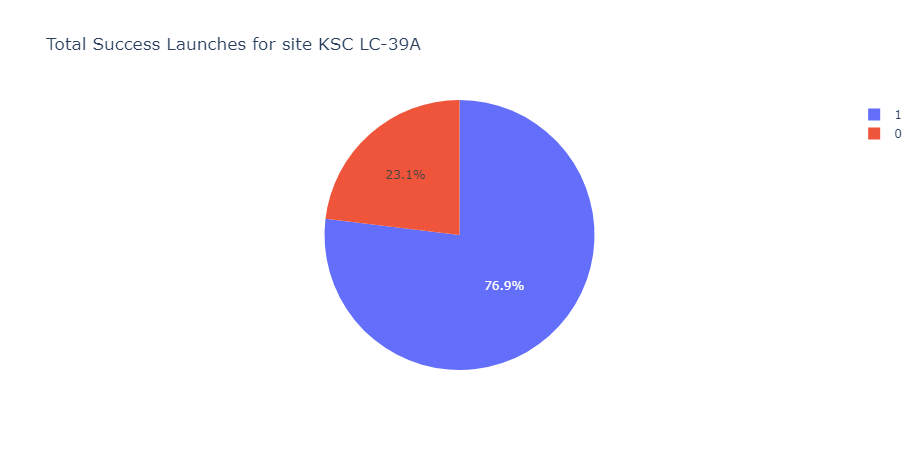 Total Success Launches for site KSC LC-39A
1
0
23.1%
76.9%